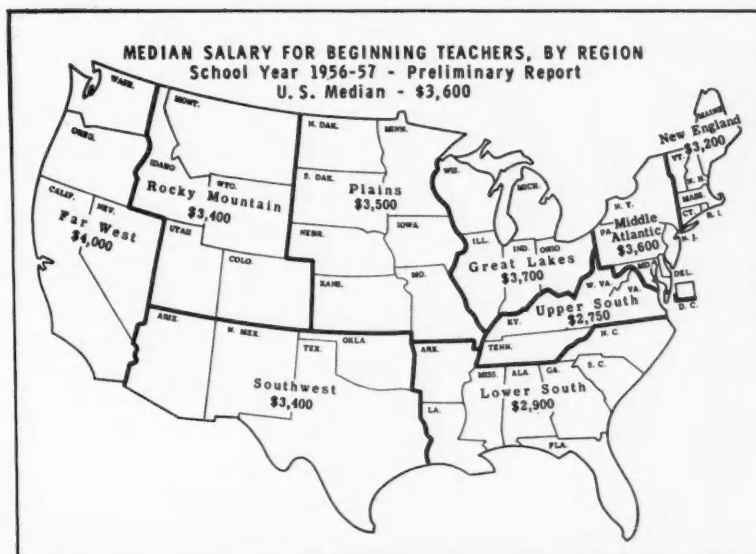 MEDIAN SALARY FOR BEGINNING TEACHERS, BY REGION
School Year 1956-57 - Preliminary Report
U. S. Median - $3,600
WASH.
OREG.
CALIF.
NEV.
Far West
$4,000
MONT.
IDAHO
WYO.
Rocky Mountain
$3,400
UTAH
COLO.
N. DAK.
MINN.
S. DAK.
Plains
$3,500
NEBR.
IOWA
KANS.
MO.
WIS.
MICH.
ILL.
IND.
OHIO
Great Lakes
$3,700
MAINE
New England
$3,200
VT.
N. H.
MASS.
CT.
R. I.
N. Y.
PA.
Middle
Atlantic
$3,600
N. J.
MD.
DEL.
D. C.
W. VA.
VA.
Upper South
$2,750
KY.
TENN.
ARIZ.
N. MEX.
TEX.
OKLA.
Southwest
$3,400
ARK.
LA.
MISS.
ALA.
GA.
N. C.
S. C.
Lower South
$2,900
FLA.